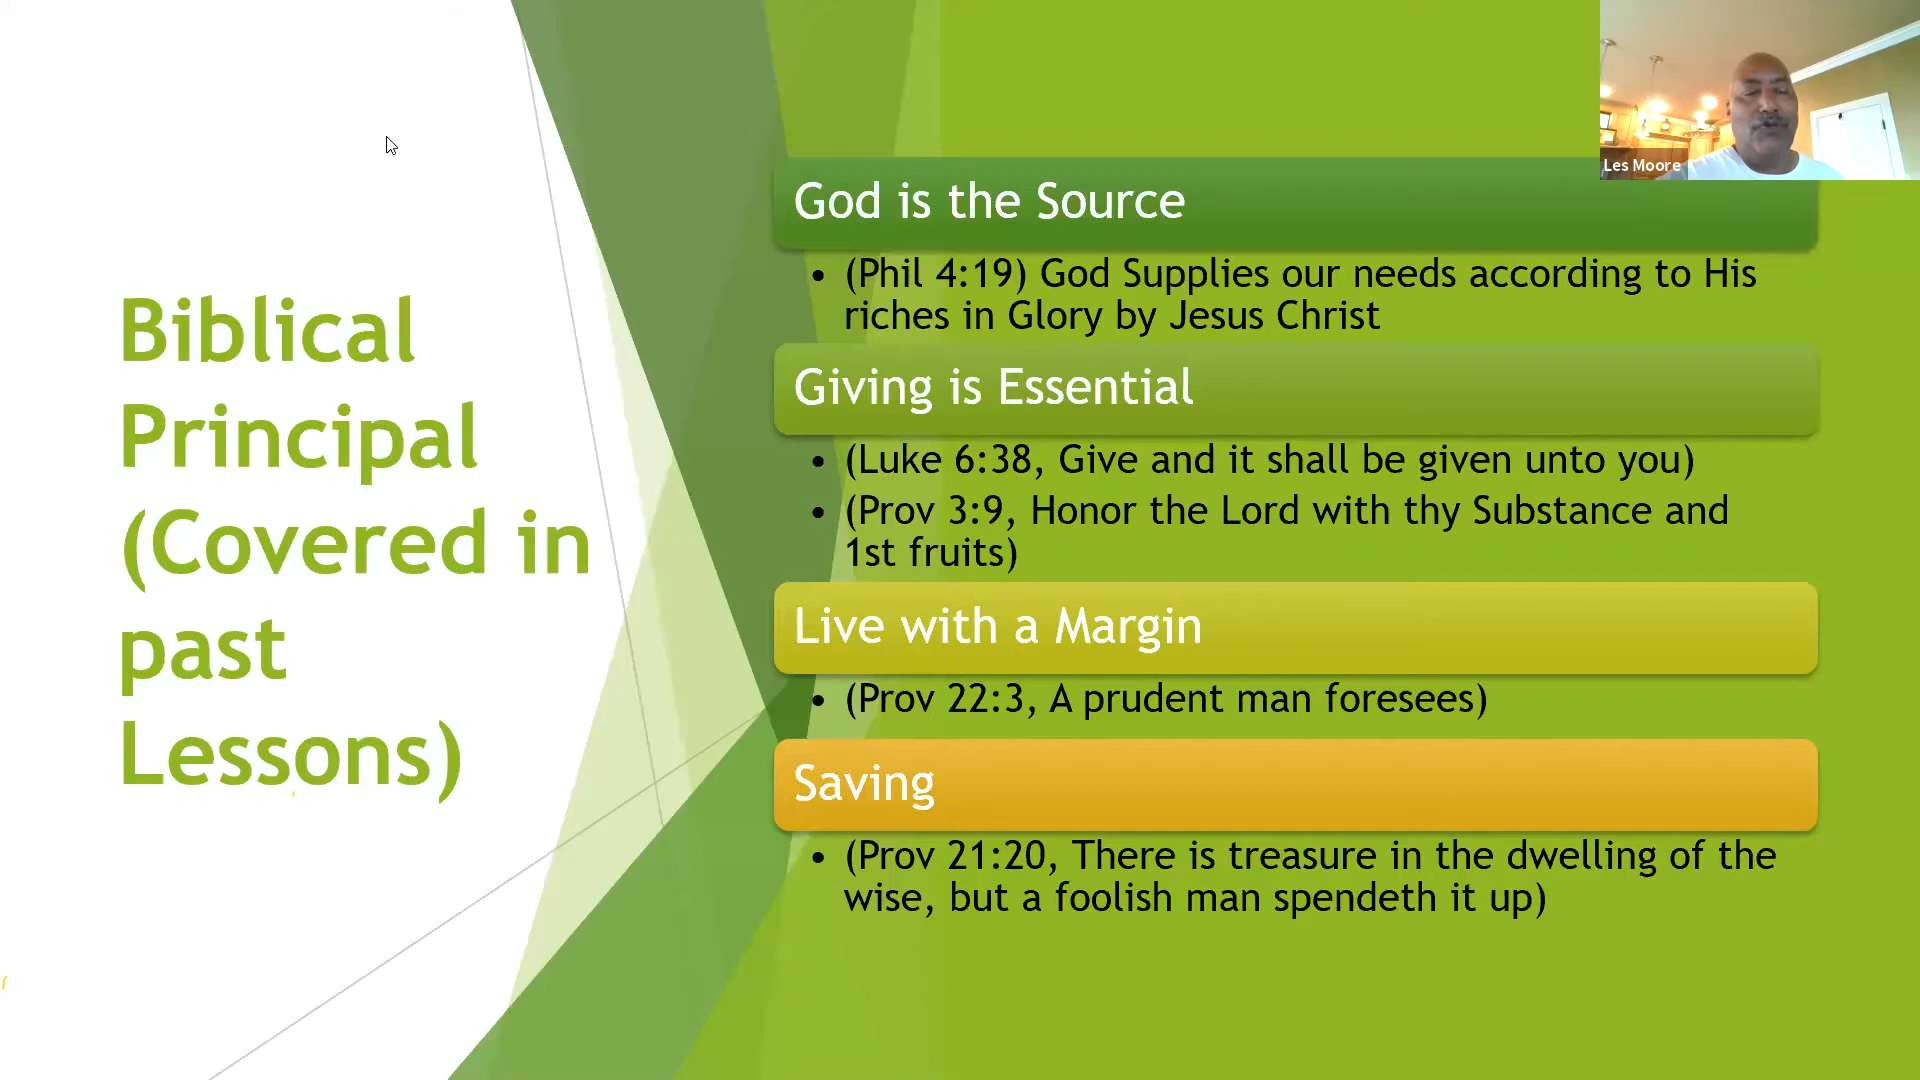 Biblical
Principal
(Covered in
past
Lessons)
God is the Source
• (Phil 4:19) God Supplies our needs according to His
riches in Glory by Jesus Christ
Giving is Essential
• (Luke 6:38, Give and it shall be given unto you)
• (Prov 3:9, Honor the Lord with thy Substance and
1st fruits)
Live with a Margin
• (Prov 22:3, A prudent man foresees)
Saving
• (Prov 21:20, There is treasure in the dwelling of the
wise, but a foolish man spendeth it up)
Les Moore